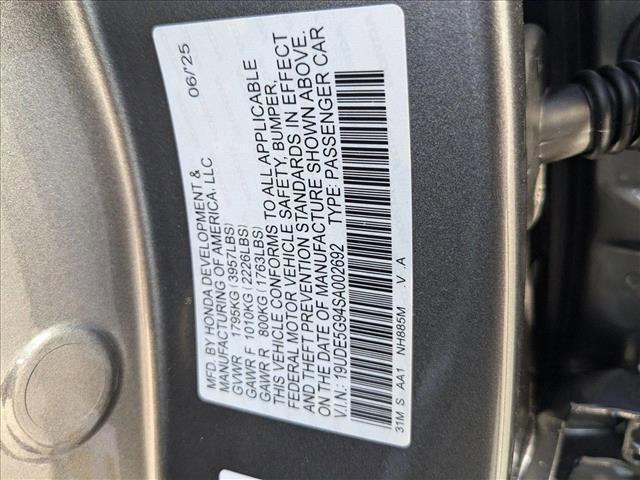 MFD. BY HONDA DEVELOPMENT & 06/'25
MANUFACTURING OF AMERICA, LLC
GVWR 1795KG(3957LBS)
GAWR F 1010KG(2226LBS)
GAWR R 800KG(1763LBS)
THIS VEHICLE CONFORMS TO ALL APPLICABLE
FEDERAL MOTOR VEHICLE SAFETY, BUMPER,
AND THEFT PREVENTION STANDARDS IN EFFECT
ON THE DATE OF MANUFACTURE SHOWN ABOVE.
V.I.N.: 19UDE5G94SA002692 TYPE: PASSENGER CAR
31M S AA1 NH885M .V .A